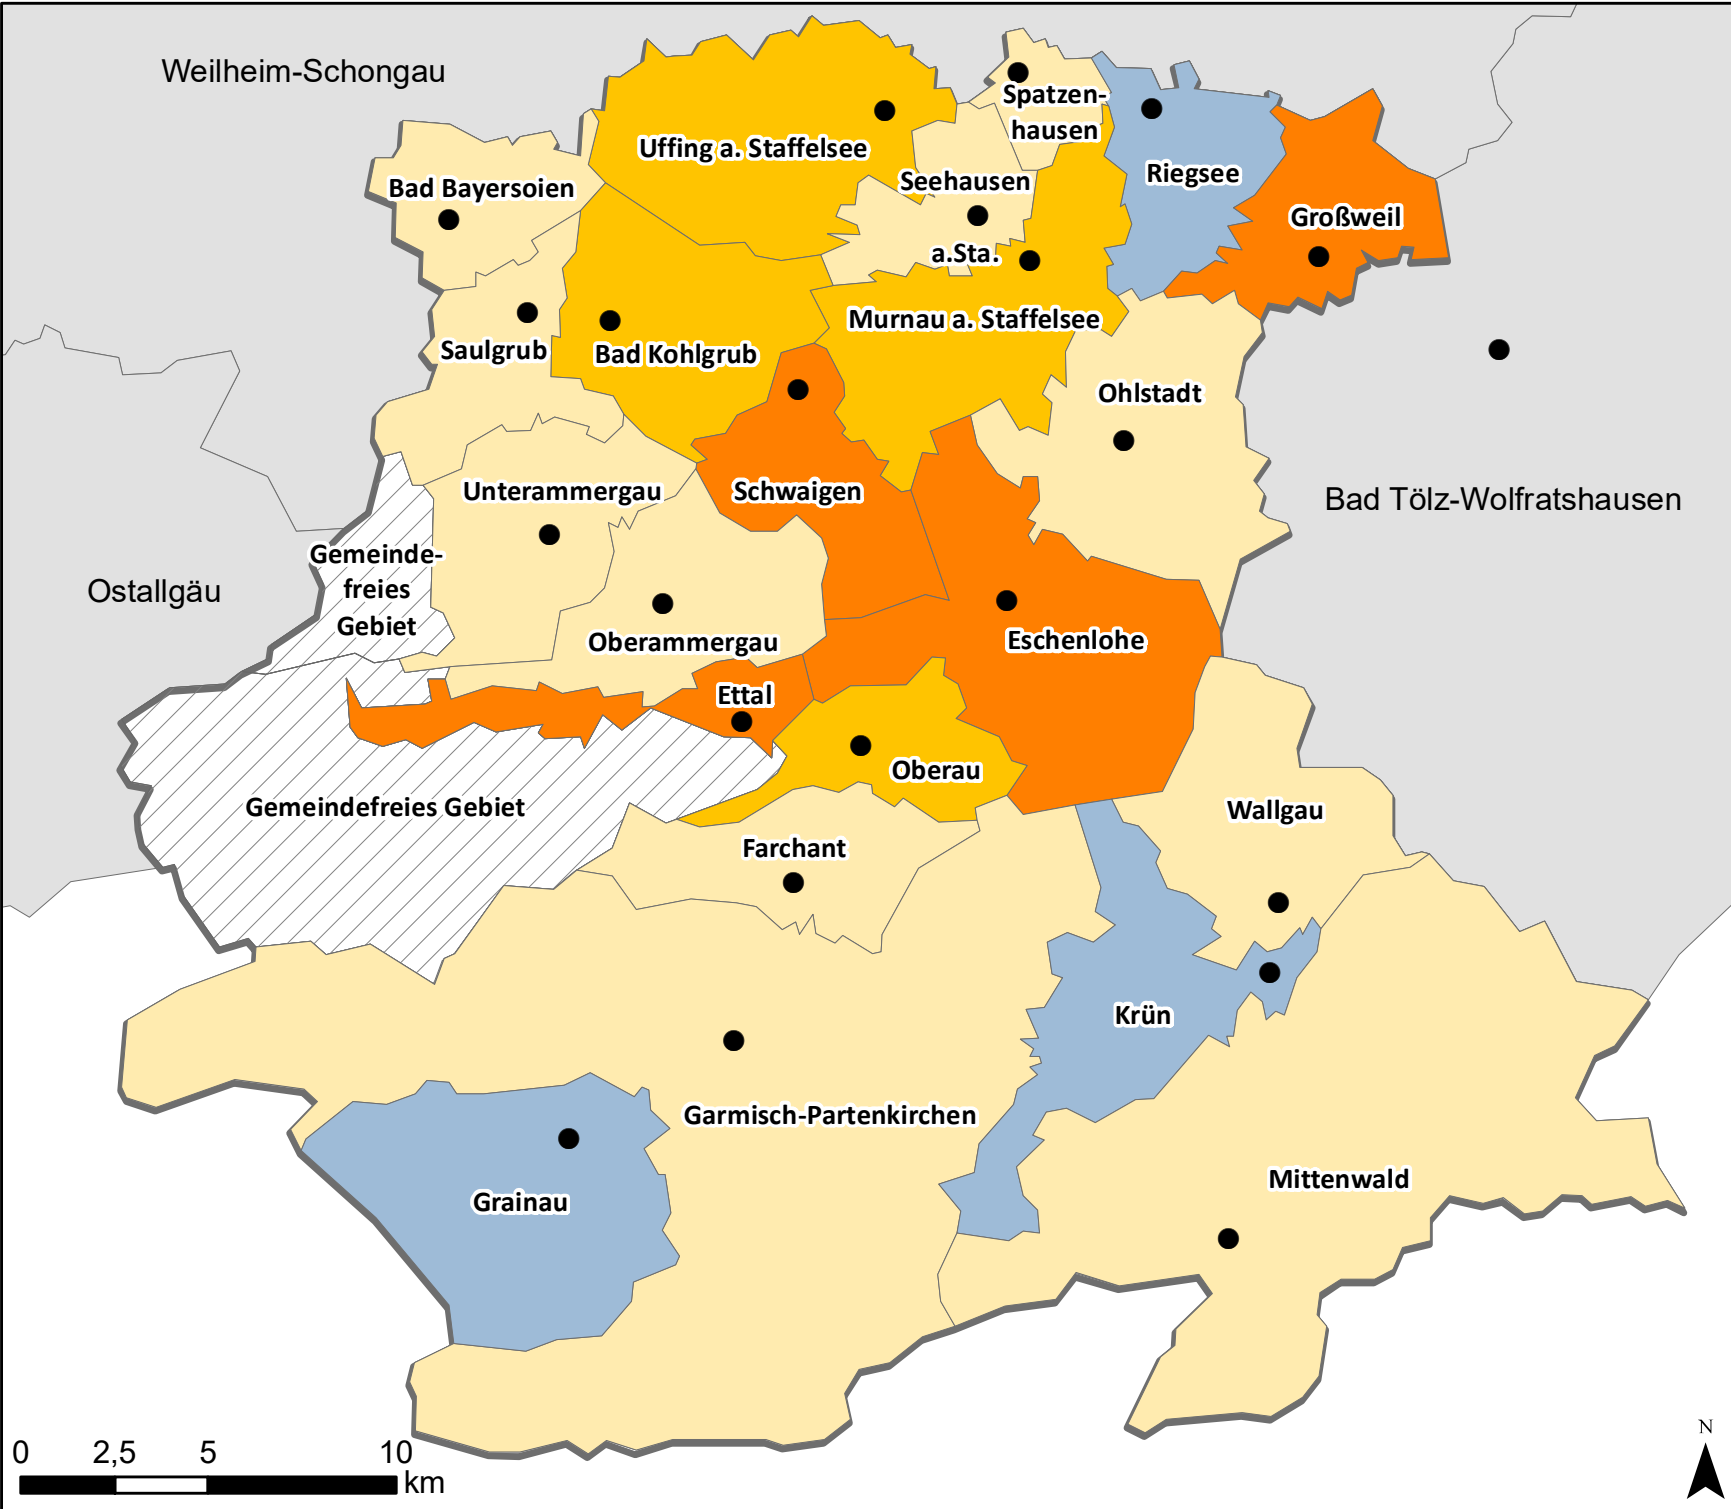 Weilheim-Schongau
Spatzen-
hausen
Uffing a. Staffelsee
Riegsee
Seehausen
a.Sta.
Bad Bayersoien
Großweil
Murnau a. Staffelsee
Saulgrub
Bad Kohlgrub
Ohlstadt
Unterammergau
Schwaigen
Bad Tölz-Wolfratshausen
Gemeinde-
freies
Gebiet
Ostallgäu
Oberammergau
Eschenlohe
Ettal
Oberau
Gemeindefreies Gebiet
Wallgau
Farchant
Krün
Garmisch-Partenkirchen
Mittenwald
Grainau
N
0 2,5 5 10
km